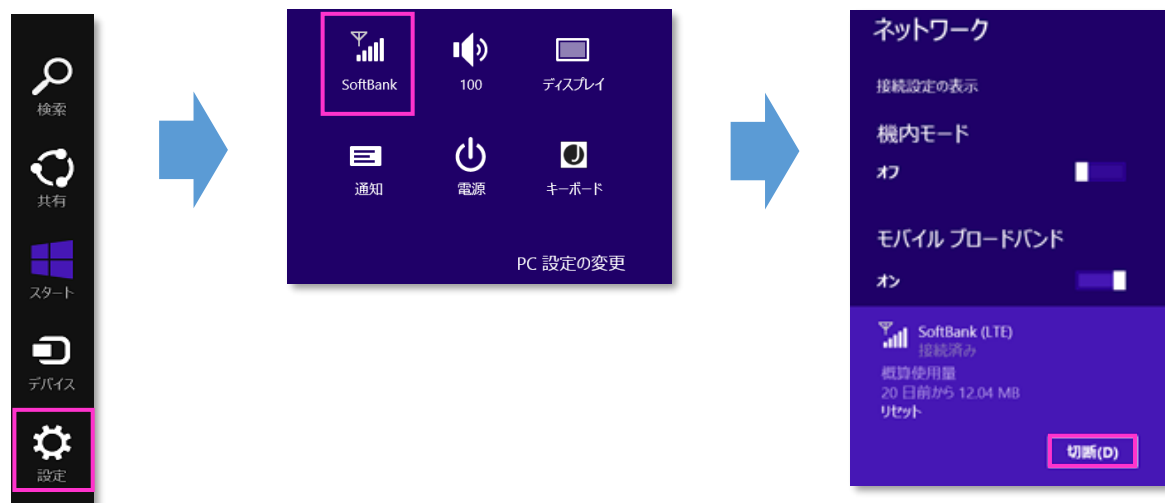 検索
共有
スタート
デバイス
設定
SoftBank
100
ディスプレイ
通知
電源
キーボード
PC 設定の変更
ネットワーク
接続設定の表示
機内モード
オフ
モバイル ブロードバンド
オン
SoftBank (LTE)
接続済み
概算使用量
20 日前から 12.04 MB
リセット
切断(D)